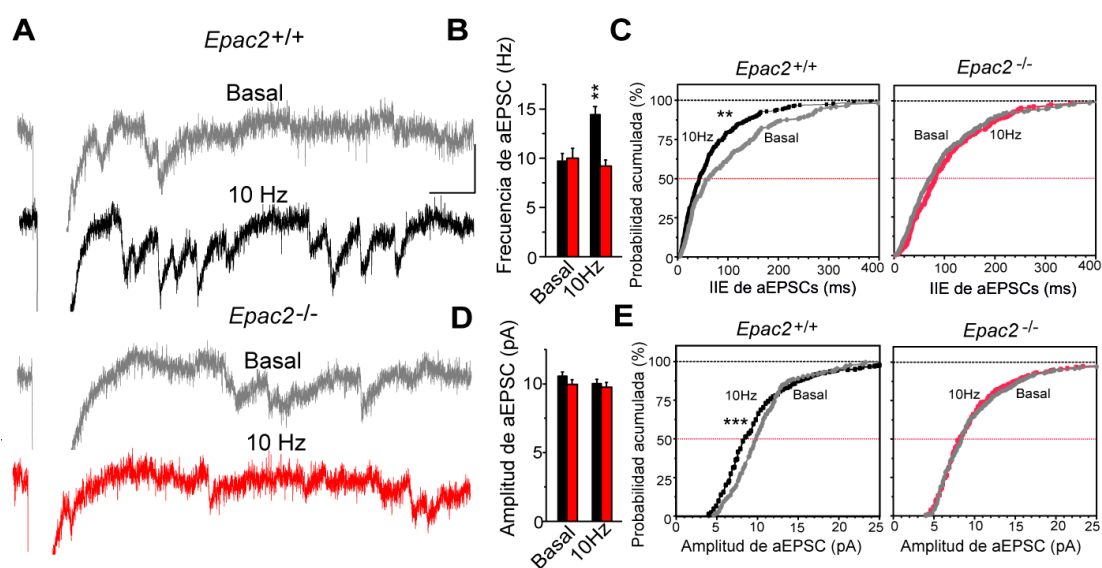 A
Epac2+/+
Basal
10 Hz
Epac2-/-
Basal
10 Hz
B
Frecuencia de aEPSC (Hz)
15
10
5
0
**
Basal
10Hz
C
Epac2+/+
Epac2-/-
Probabilidad acumulada (%)
100
75
50
25
0
**
10Hz
Basal
Basal
10Hz
0 100 200 300 400
0 100 200 300 400
IIE de aEPSCs (ms)
IIE de aEPSCs (ms)
D
Amplitud de aEPSC (pA)
10
5
0
Basal
10Hz
E
Epac2+/+
Epac2-/-
Probabilidad acumulada (%)
100
75
50
25
0
10Hz
Basal
***
10Hz
Basal
0 5 10 15 20 25
0 5 10 15 20 25
Amplitud de aEPSC (pA)
Amplitud de aEPSC (pA)